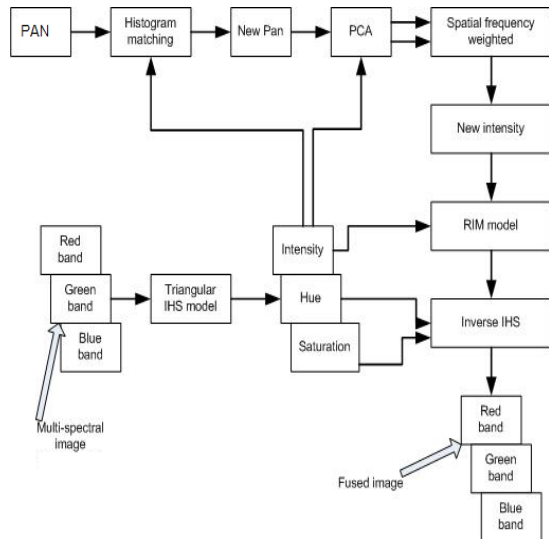 PAN
Histogram
matching
New Pan
PCA
Spatial frequency
weighted
New intensity
RIM model
Intensity
Red
band
Green
band
Blue
band
Triangular
IHS model
Hue
Saturation
Inverse IHS
Multi-spectral
image
Fused image
Red
band
Green
band
Blue
band